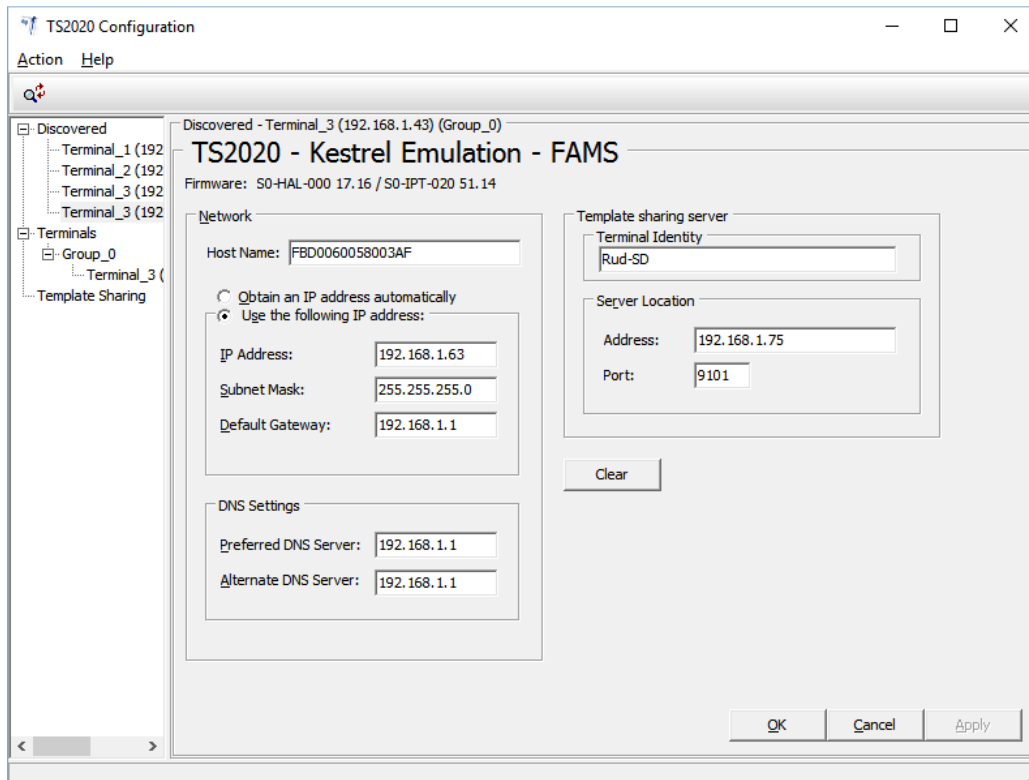 TS2020 Configuration
Action Help
Discovered
Terminal_1 (192
Terminal_2 (192
Terminal_3 (192
Terminal_3 (192
Terminals
Group_0
Terminal_3 (
Template Sharing
Discovered - Terminal_3 (192.168.1.43) (Group_0)
TS2020 - Kestrel Emulation - FAMS
Firmware: S0-HAL-000 17.16 / S0-IPT-020 51.14
Network
Host Name: FBD0060058003AF
Obtain an IP address automatically
Use the following IP address:
IP Address: 192.168.1.63
Subnet Mask: 255.255.255.0
Default Gateway: 192.168.1.1
DNS Settings
Preferred DNS Server: 192.168.1.1
Alternate DNS Server: 192.168.1.1
Template sharing server
Terminal Identity
Rud-SD
Server Location
Address: 192.168.1.75
Port: 9101
Clear
OK Cancel Apply